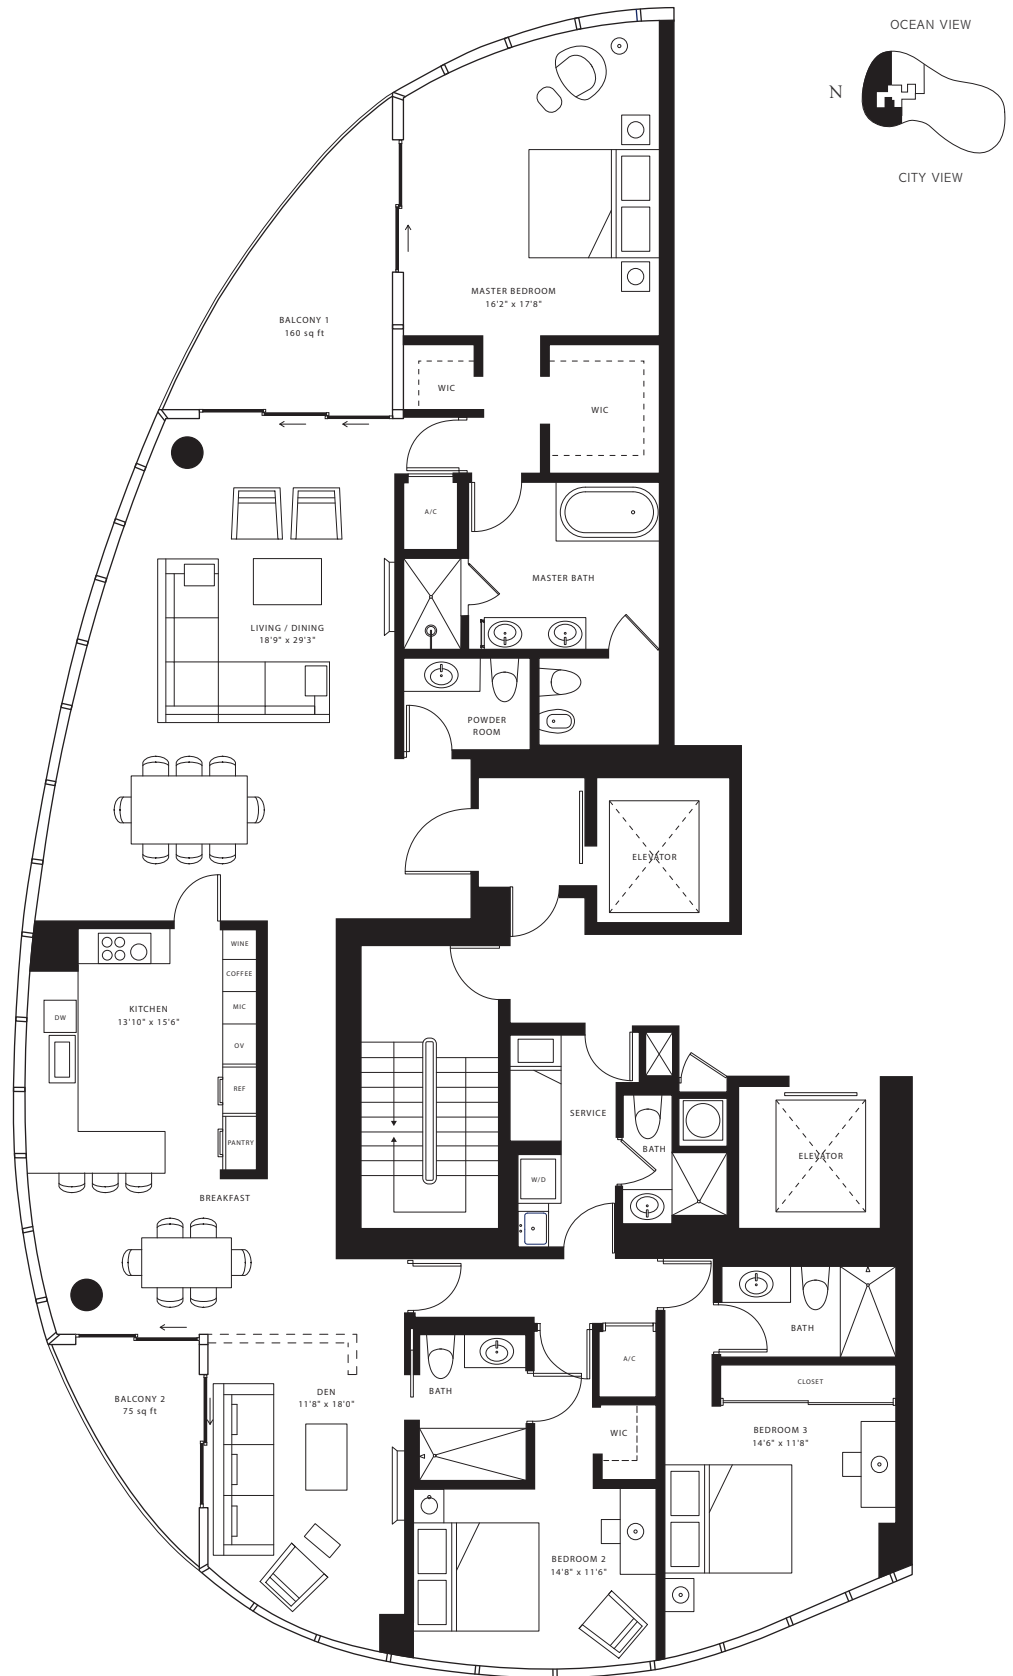 OCEAN VIEW
N
CITY VIEW
MASTER BEDROOM
16'2" x 17'8"
BALCONY 1
160 sq ft
WIC
WIC
A/C
MASTER BATH
LIVING / DINING
18'9" x 29'3"
POWDER
ROOM
ELEVATOR
WINE
COFFEE
KITCHEN
13'10" x 15'6"
MIC
DW
OV
REF
PANTRY
BREAKFAST
SERVICE
BATH
W/D
ELEVATOR
BATH
A/C
CLOSET
BALCONY 2
75 sq ft
DEN
11'8" x 18'0"
BATH
WIC
BEDROOM 3
14'6" x 11'8"
BEDROOM 2
14'8" x 11'6"